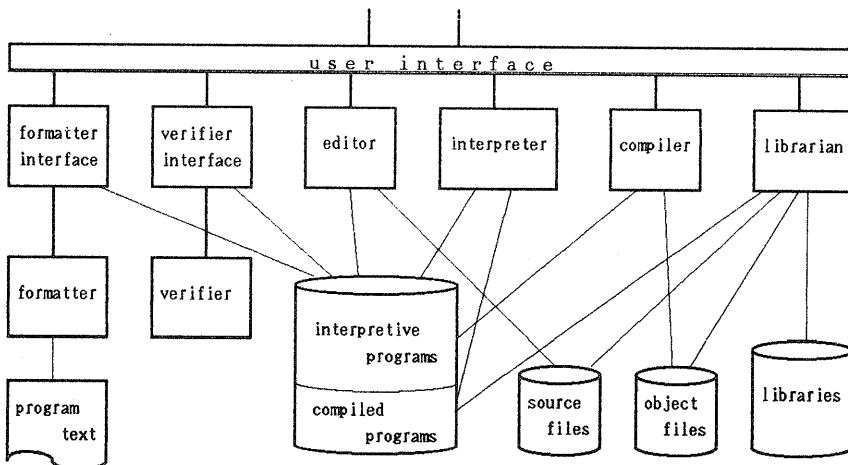 user interface
formatter
interface
verifier
interface
editor
interpreter
compiler
librarian
formatter
verifier
interpretive
programs
compiled
programs
program
text
source
files
object
files
libraries